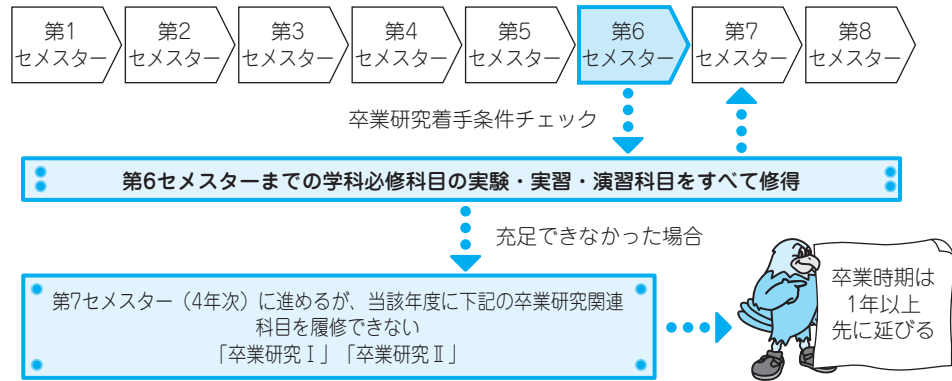 第1
セメスター
第2
セメスター
第3
セメスター
第4
セメスター
第5
セメスター
第6
セメスター
第7
セメスター
第8
セメスター
卒業研究着手条件チェック
第6セメスターまでの学科必修科目の実験・実習・演習科目をすべて修得
充足できなかった場合
第7セメスター（4年次）に進めるが、当該年度に下記の卒業研究関連
科目を履修できない
「卒業研究Ⅰ」「卒業研究Ⅱ」
卒業時期は
1年以上
先に延びる